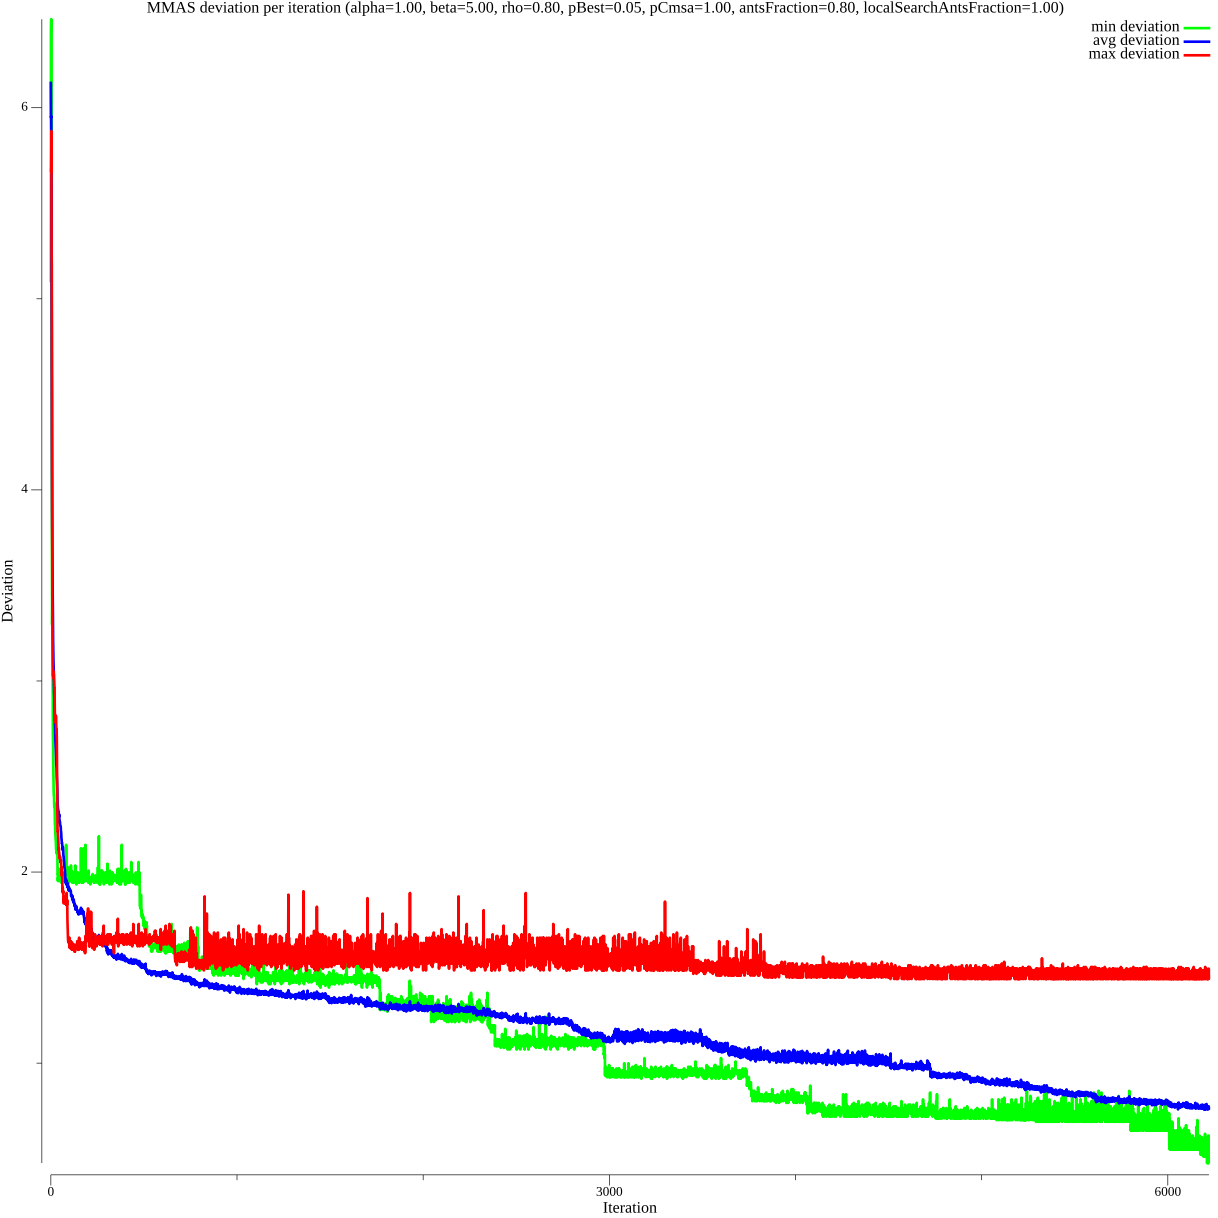 MMAS deviation per iteration (alpha=1.00, beta=5.00, rho=0.80, pBest=0.05, pCmsa=1.00, antsFraction=0.80, localSearchAntsFraction=1.00)
min deviation
avg deviation
max deviation
6
4
2
Deviation
0
3000
6000
Iteration